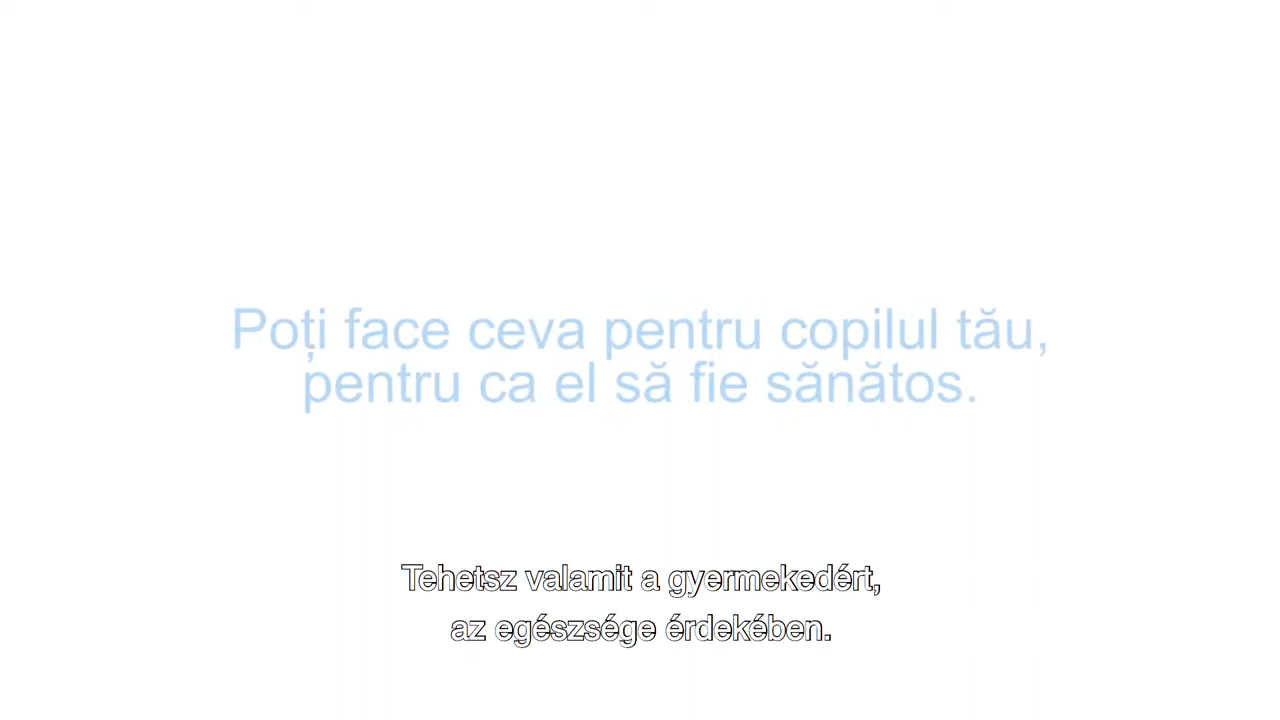 Poți face ceva pentru copilul tău,
pentru ca el să fie sănătos.
Tehetsz valamit a gyermekedért,
az egészsége érdekében.